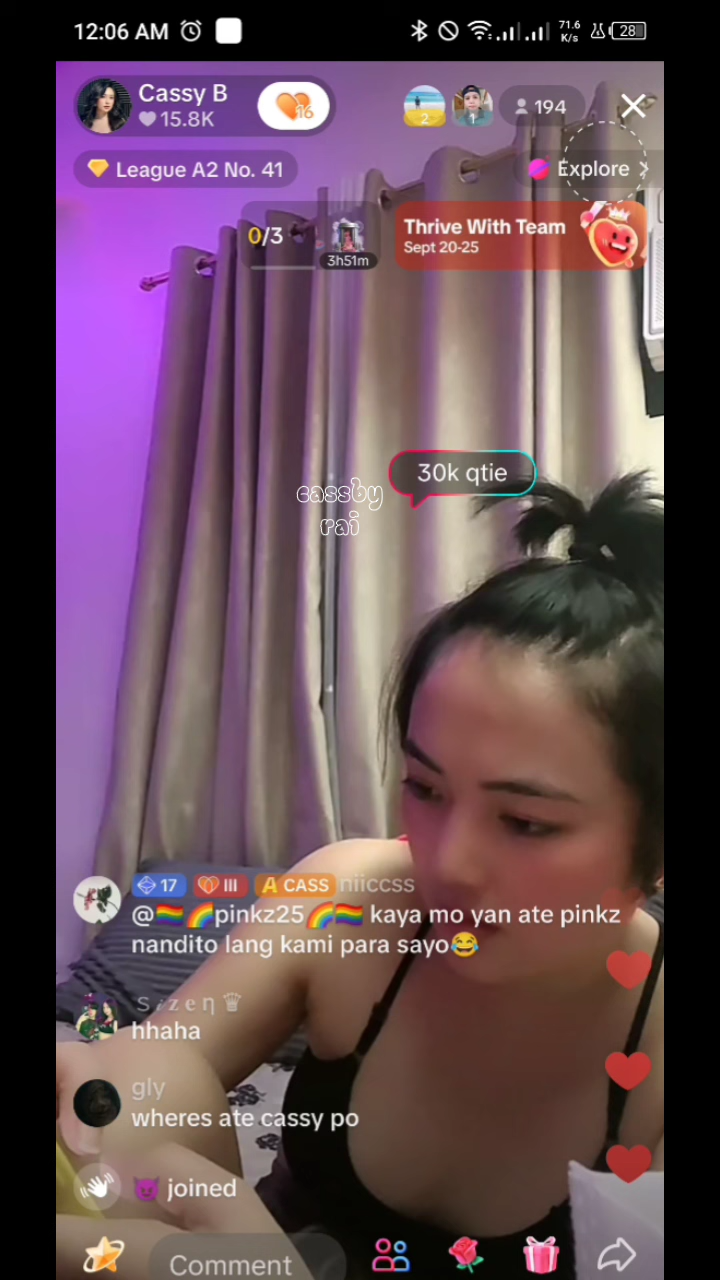 12:06 AM
71.6
K/s
28
Cassy B
15.8K
16
2
1
194
League A2 No. 41
Explore
0/3
3h51m
Thrive With Team
Sept 20-25
30k qtie
cassby
rai
17 III A CASS niiccss
@🏳️‍🌈🌈pinkz25🌈🏳️‍🌈 kaya mo yan ate pinkz
nandito lang kami para sayo😂
S𝓲zeη♕
hhaha
gly
wheres ate cassy po
😈 joined
Comment